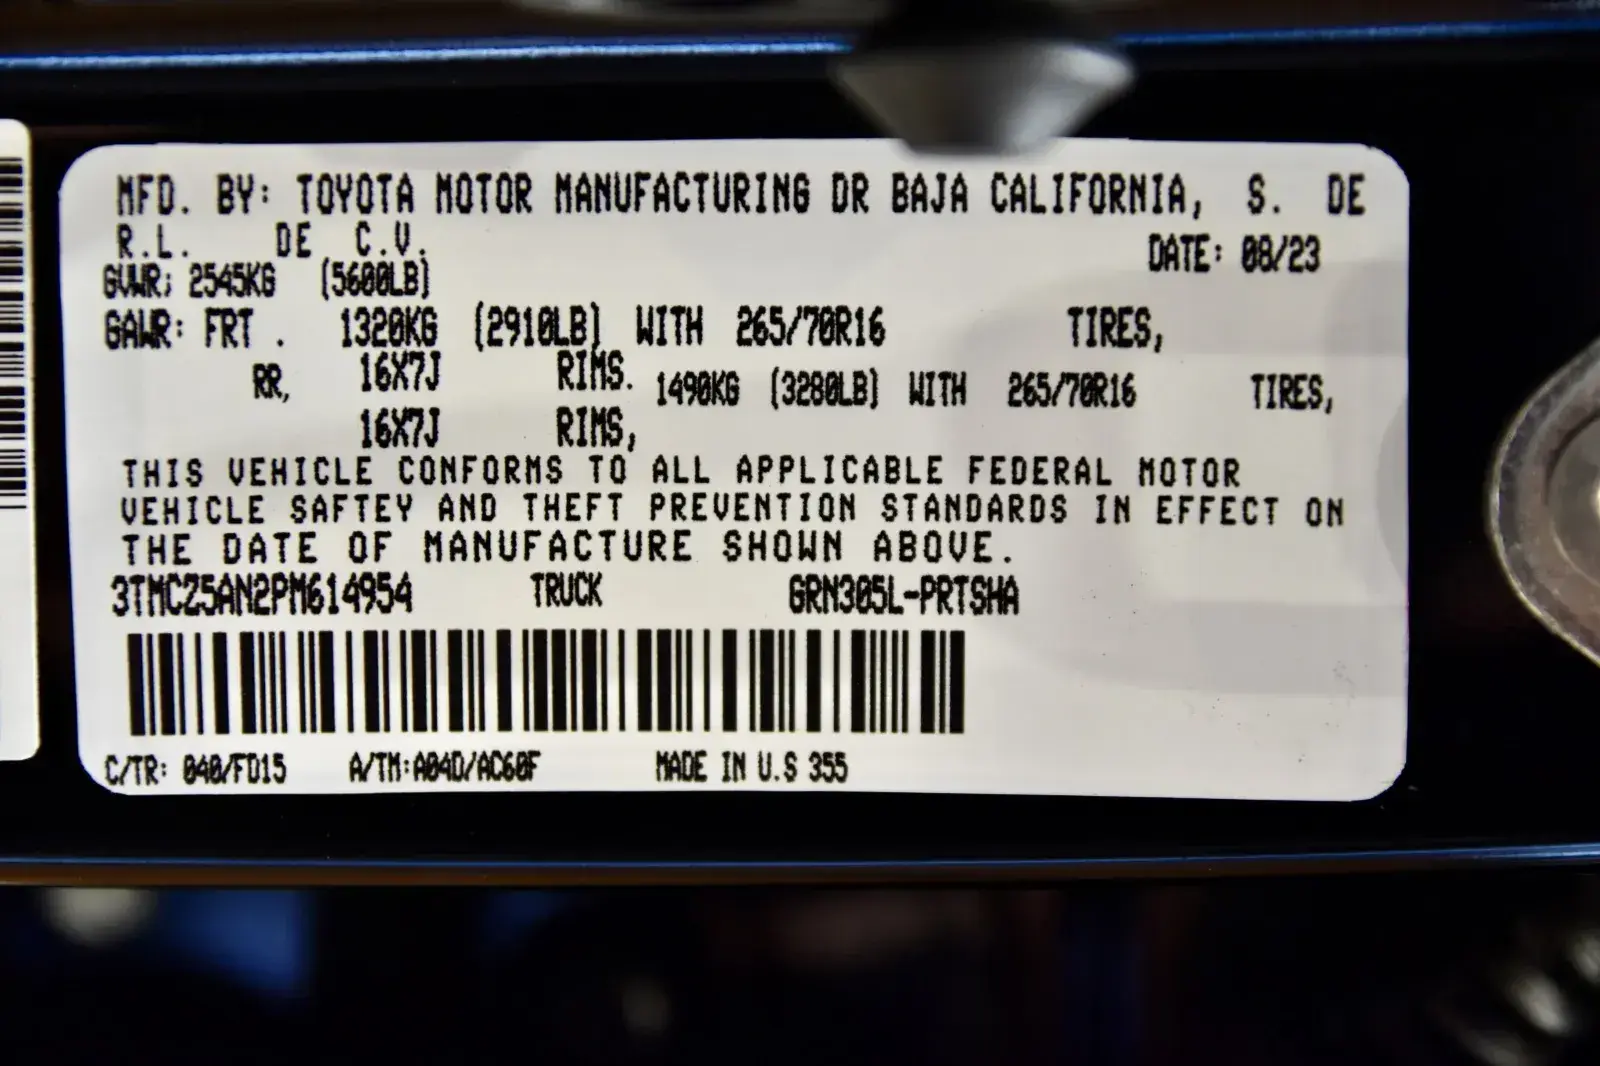 MFD. BY: TOYOTA MOTOR MANUFACTURING DR BAJA CALIFORNIA, S. DE
R.L. DE C.V.
DATE: 08/23
GVWR; 2545KG (5600LB)
GAWR: FRT . 1320KG (2910LB) WITH 265/70R16 TIRES,
16X7J RIMS.
RR, 1490KG (3280LB) WITH 265/70R16 TIRES,
16X7J RIMS,
THIS VEHICLE CONFORMS TO ALL APPLICABLE FEDERAL MOTOR
VEHICLE SAFTEY AND THEFT PREVENTION STANDARDS IN EFFECT ON
THE DATE OF MANUFACTURE SHOWN ABOVE.
3TMCZ5AN2PM614954 TRUCK GRN305L-PRTSHA
C/TR: 040/FD15 A/TM:A04D/AC60F MADE IN U.S 355